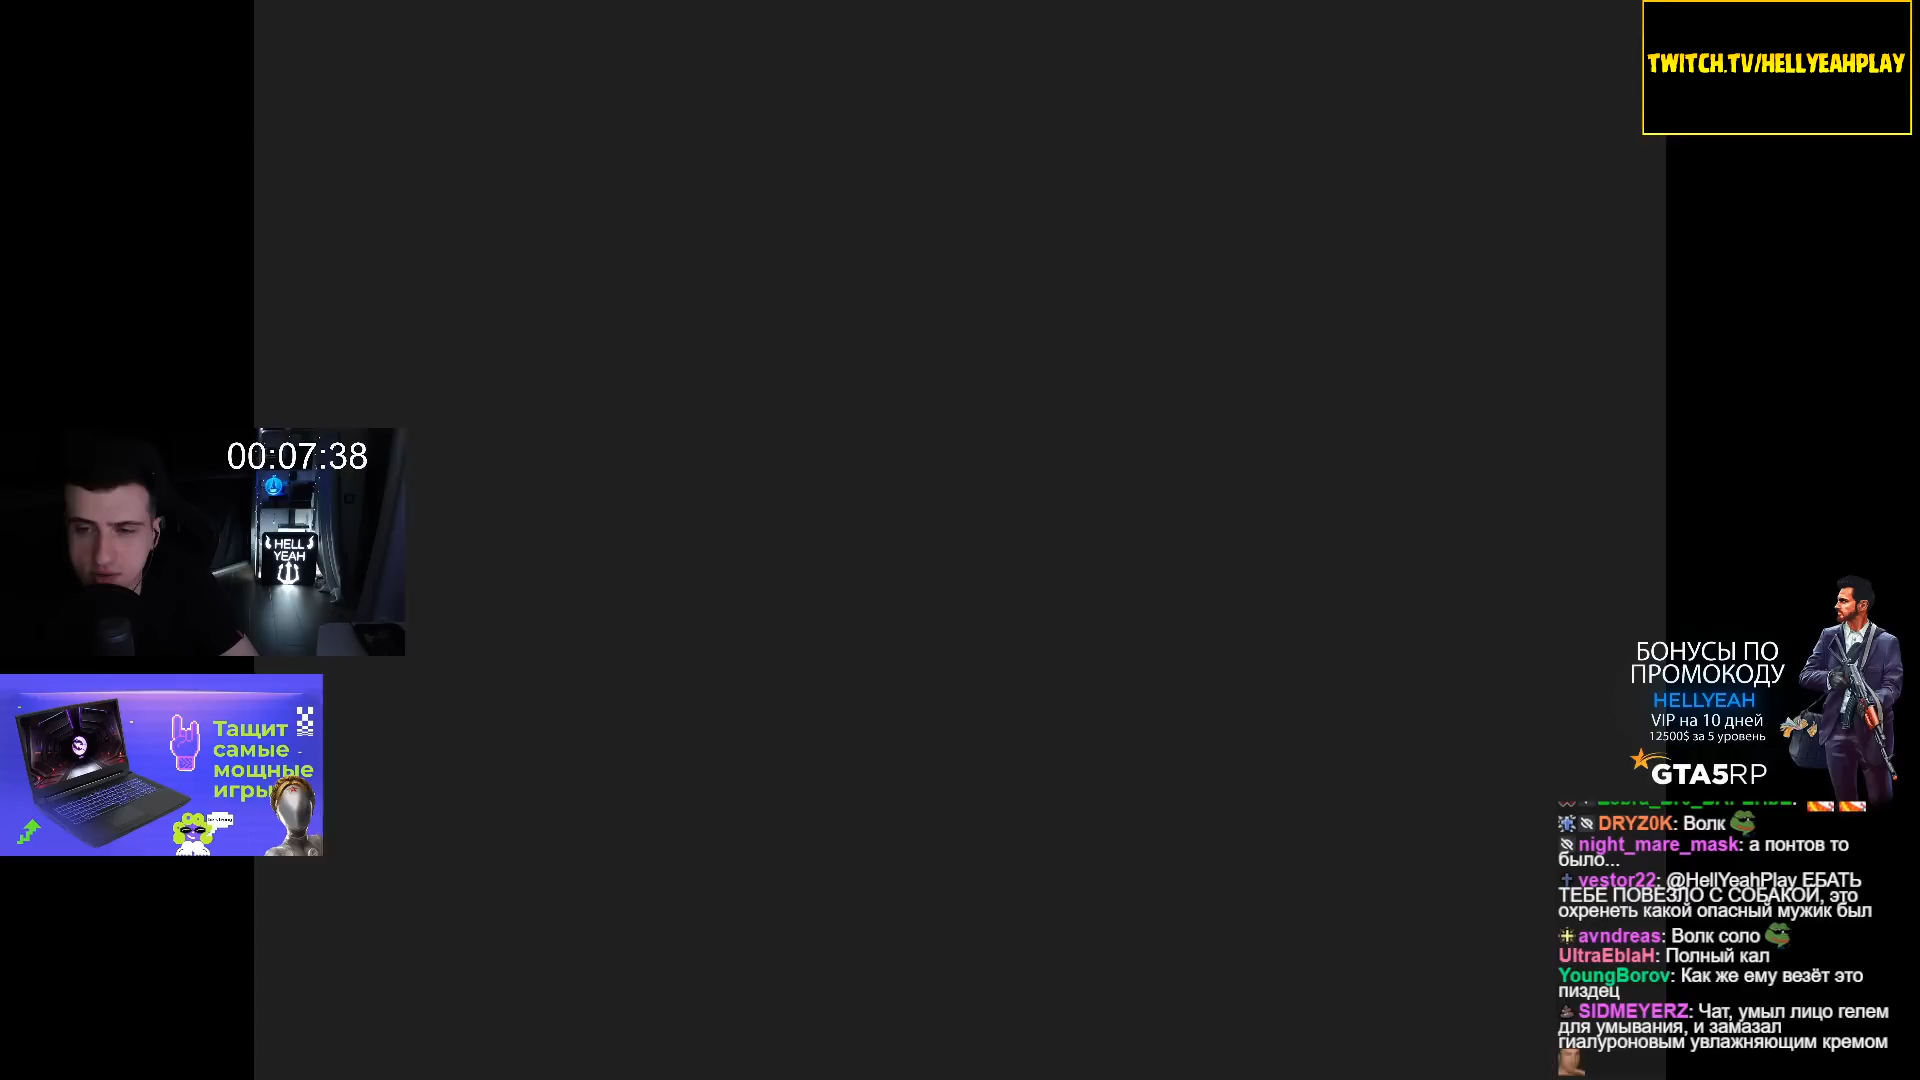 TWITCH.TV/HELLYEAHPLAY
00:07:38
HELL
YEAH
Тащит
самые
мощные
игры
БОНУСЫ ПО
ПРОМОКОДУ
HELLYEAH
VIP на 10 дней
12500$ за 5 уровень
GTA5RP
DRYZ0K: Волк
night_mare_mask: а понтов то
было...
vestor22: @HellYeahPlay ЕБАТЬ
ТЕБЕ ПОВЕЗЛО С СОБАКОЙ, это
охренеть какой опасный мужик был
avndreas: Волк соло
UltraEblaH: Полный кал
YoungBorov: Как же ему везёт это
пиздец
SIDMEYERZ: Чат, умыл лицо гелем
для умывания, и замазал
гиалуроновым увлажняющим кремом